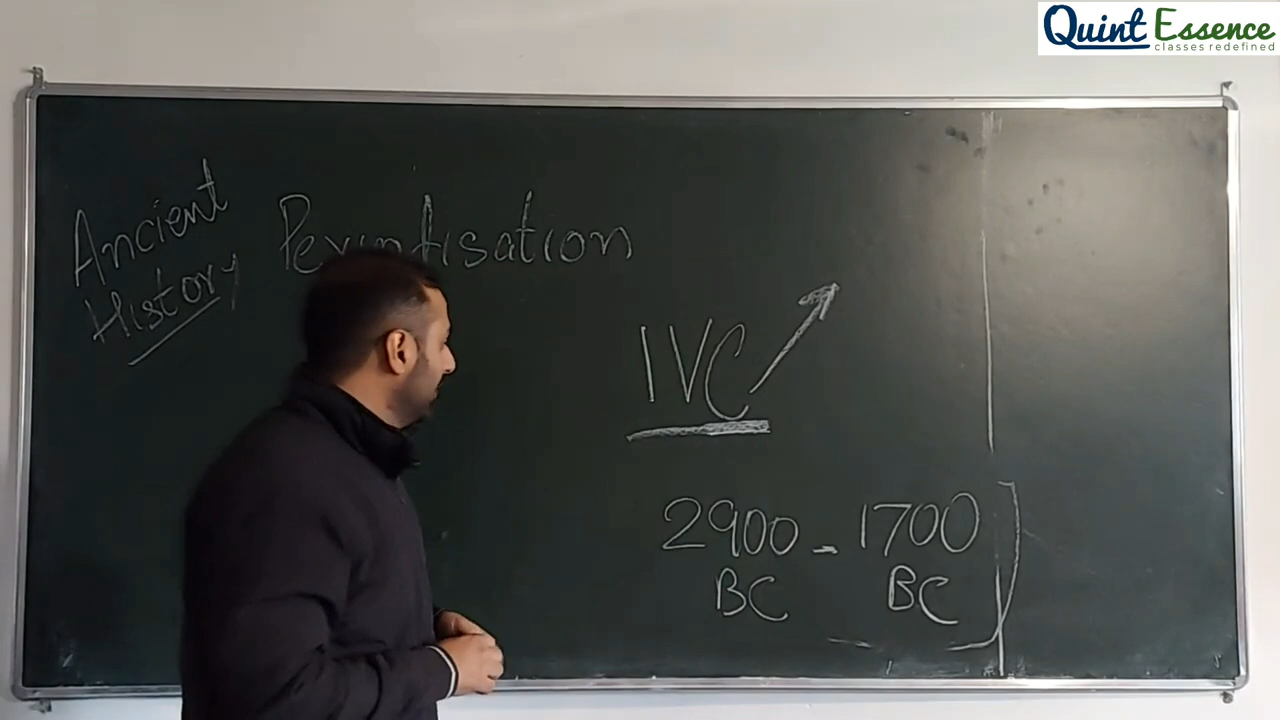 Quint Essence
classes redefined
Ancient
History
IVC
2900 - 1700
BC BC